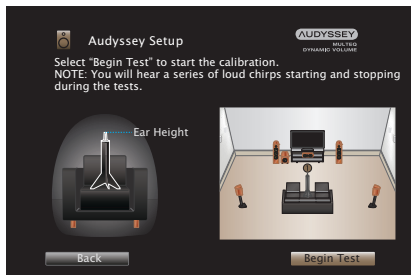 Audyssey Setup
AUDYSSEY
MULTEQ
DYNAMIC VOLUME
Select “Begin Test” to start the calibration.
NOTE: You will hear a series of loud chirps starting and stopping
during the tests.
Ear Height
Back
Begin Test